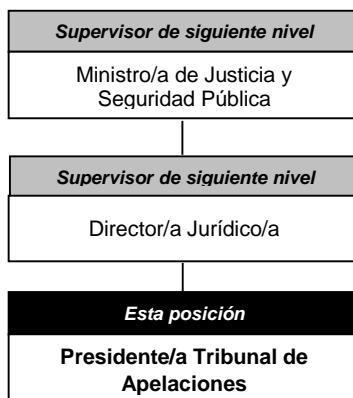 Supervisor de siguiente nivel
Ministro/a de Justicia y
Seguridad Pública
Supervisor de siguiente nivel
Director/a Jurídico/a
Esta posición
Presidente/a Tribunal de
Apelaciones